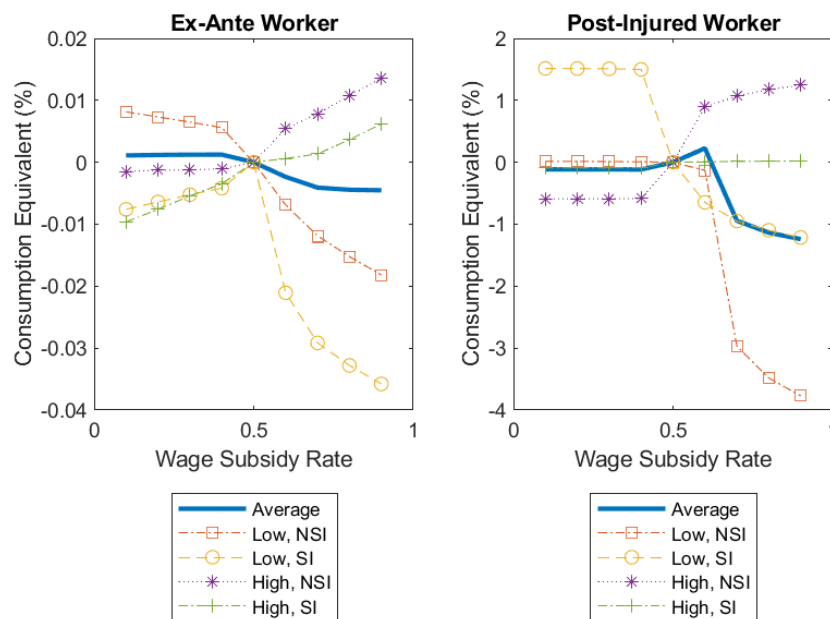 Ex-Ante Worker
Consumption Equivalent (%)
0.02
0.01
0
-0.01
-0.02
-0.03
-0.04
0
0.5
1
Wage Subsidy Rate
Average
Low, NSI
Low, SI
High, NSI
High, SI
Post-Injured Worker
Consumption Equivalent (%)
2
1
0
-1
-2
-3
-4
0
0.5
1
Wage Subsidy Rate
Average
Low, NSI
Low, SI
High, NSI
High, SI